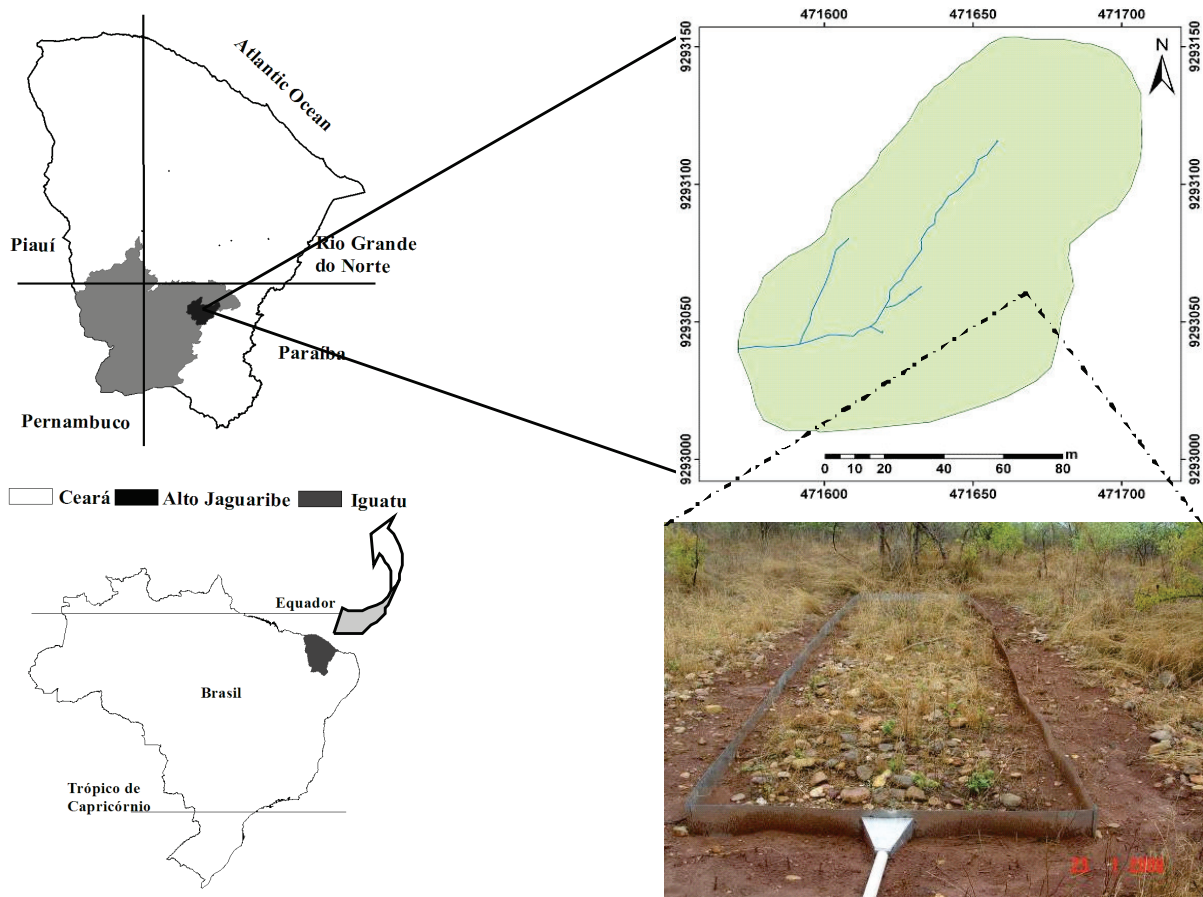 Atlantic Ocean
Piauí
Rio Grande
do Norte
Paraíba
Pernambuco
Ceará Alto Jaguaribe Iguatu
Equador
Brasil
Trópico de
Capricórnio
471600 471650 471700
9293150 9293150
N
9293100 9293100
9293050 9293050
9293000 9293000
m
0 10 20 40 60 80
471600 471650 471700